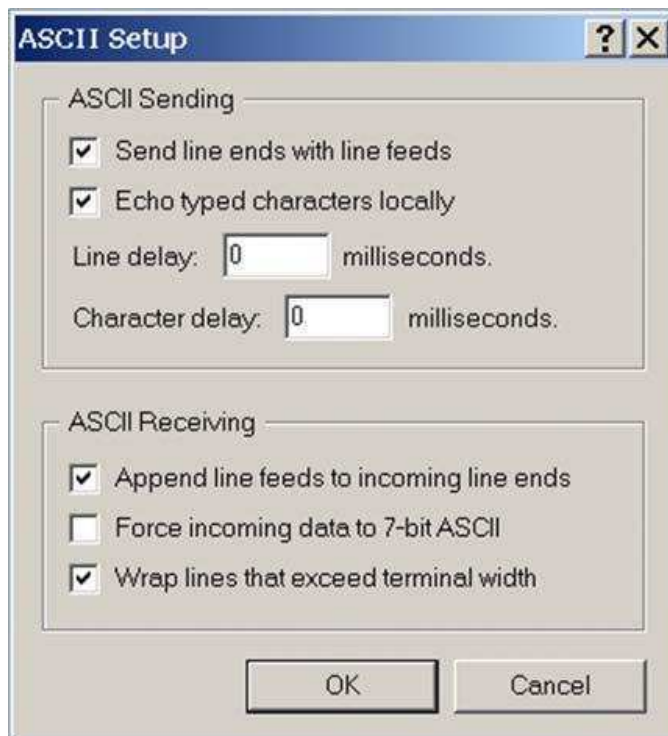 ASCII Setup
ASCII Sending
Send line ends with line feeds
Echo typed characters locally
Line delay: 0 milliseconds.
Character delay: 0 milliseconds.
ASCII Receiving
Append line feeds to incoming line ends
Force incoming data to 7-bit ASCII
Wrap lines that exceed terminal width
OK Cancel